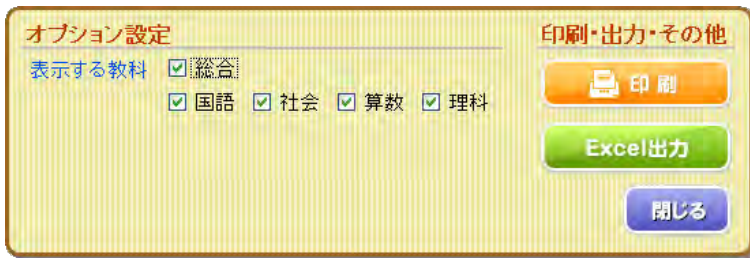 オプション設定
表示する教科 総合
国語 社会 算数 理科
印刷・出力・その他
印刷
Excel出力
閉じる